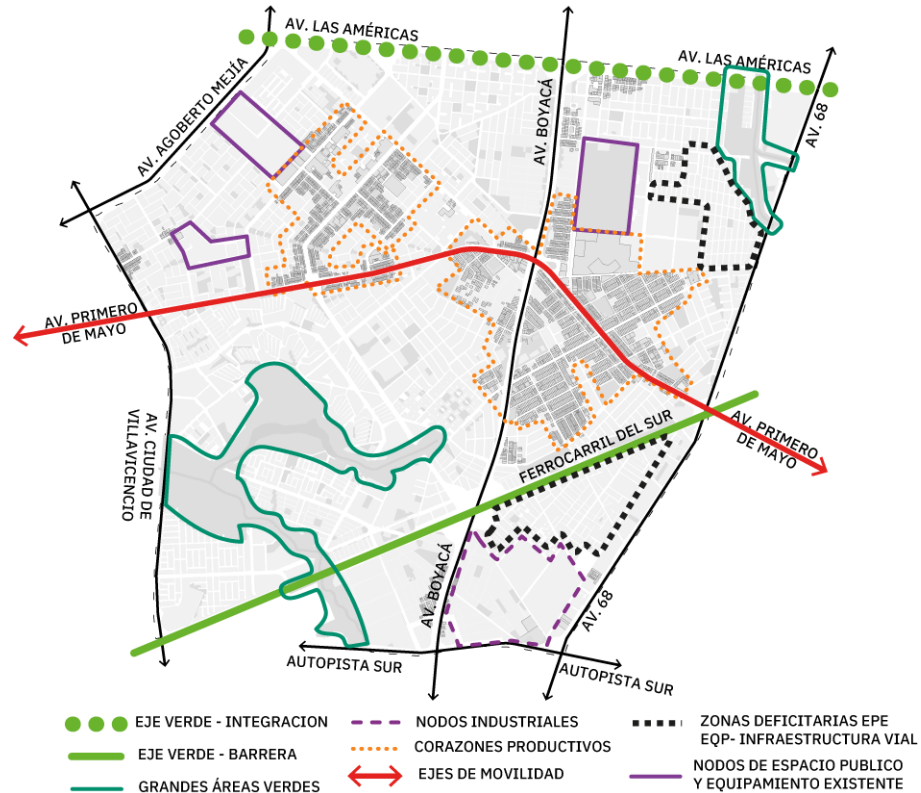 AV. LAS AMÉRICAS
AV. LAS AMÉRICAS
AV. AGOBERTO MEJÍA
AV. BOYACÁ
AV. 68
AV. PRIMERO
DE MAYO
AV. CIUDAD DE
VILLAVICENCIO
FERROCARRIL DEL SUR
AV. PRIMERO
DE MAYO
AV. BOYACÁ
AV. 68
AUTOPISTA SUR
AUTOPISTA SUR
EJE VERDE - INTEGRACION
EJE VERDE - BARRERA
GRANDES ÁREAS VERDES
NODOS INDUSTRIALES
CORAZONES PRODUCTIVOS
EJES DE MOVILIDAD
ZONAS DEFICITARIAS EPE
EQP- INFRAESTRUCTURA VIAL
NODOS DE ESPACIO PUBLICO
Y EQUIPAMIENTO EXISTENTE